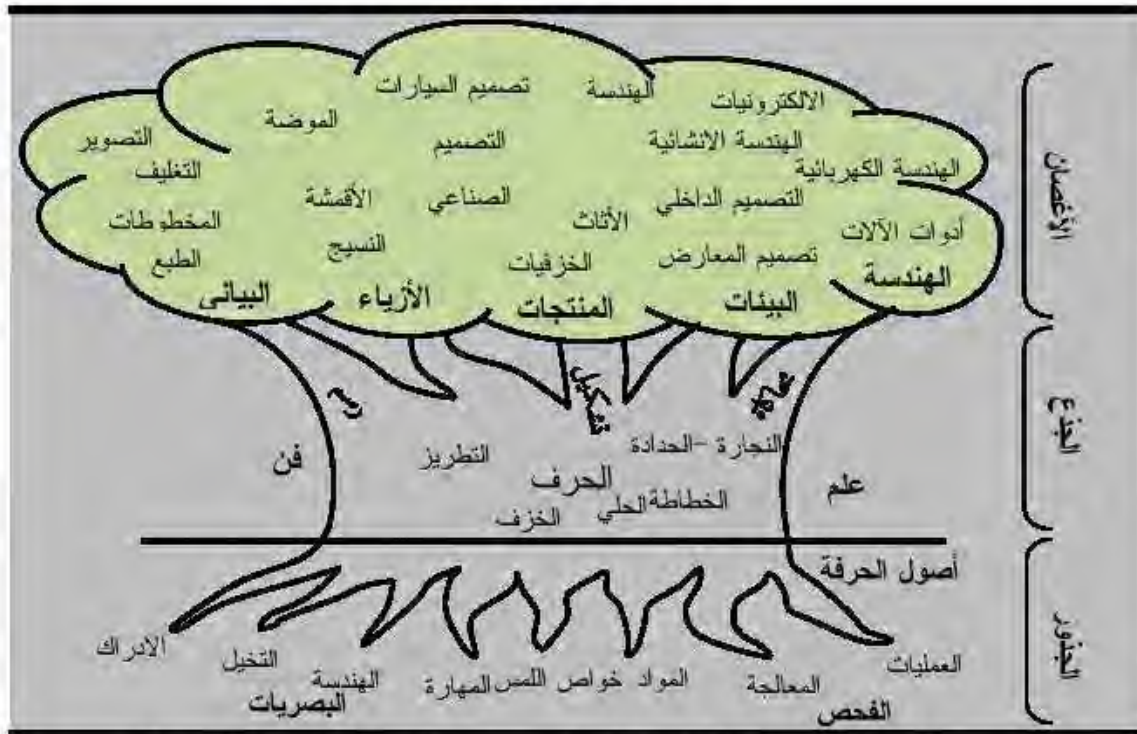 تصميم السيارات
الهندسة
الالكترونيات
الموضة
التصوير
التصميم
الهندسة الانشائية
التغليف
الهندسة الكهربائية
الأقمشة
الصناعي
التصميم الداخلي
المخطوطات
الأثاث
أدوات الآلات
النسيج
الطبع
الخزفيات
تصميم المعارض
الهندسة
البيئات
المنتجات
الأزياء
البيانى
الأغصان
رسم
تشكيل
النجارة -الحدادة
التطريز
فن
الحرف
علم
الخطاطة
الحلي
الخزف
الجذع
أصول الحرفة
العمليات
المعالجة
المواد
خواص
اللمس
المهارة
الهندسة
التخيل
الادراك
الفحص
البصريات
الجذور